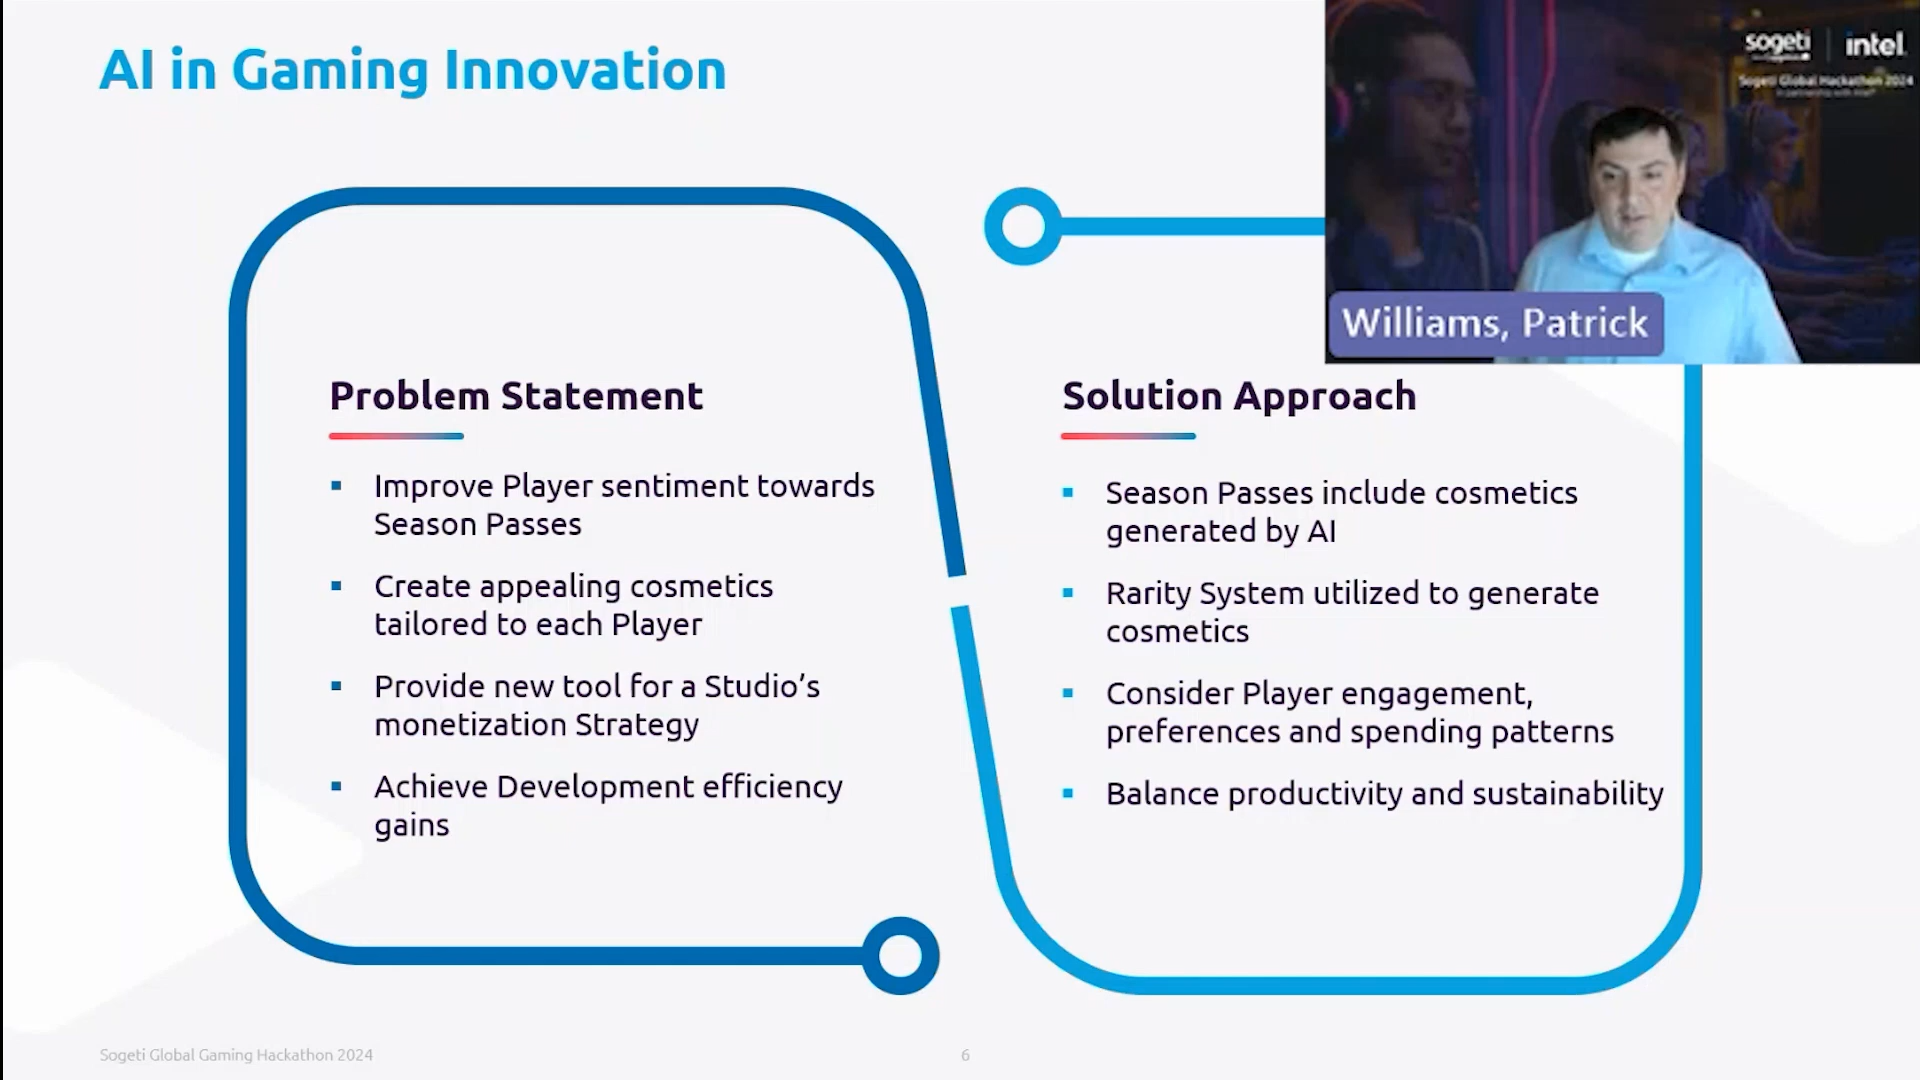 AI in Gaming Innovation
sogeti
intel
Sogeti Global Hackathon 2024
Williams, Patrick
Problem Statement
Improve Player sentiment towards
Season Passes
Create appealing cosmetics
tailored to each Player
Provide new tool for a Studio’s
monetization Strategy
Achieve Development efficiency
gains
Solution Approach
Season Passes include cosmetics
generated by AI
Rarity System utilized to generate
cosmetics
Consider Player engagement,
preferences and spending patterns
Balance productivity and sustainability
Sogeti Global Gaming Hackathon 2024
6